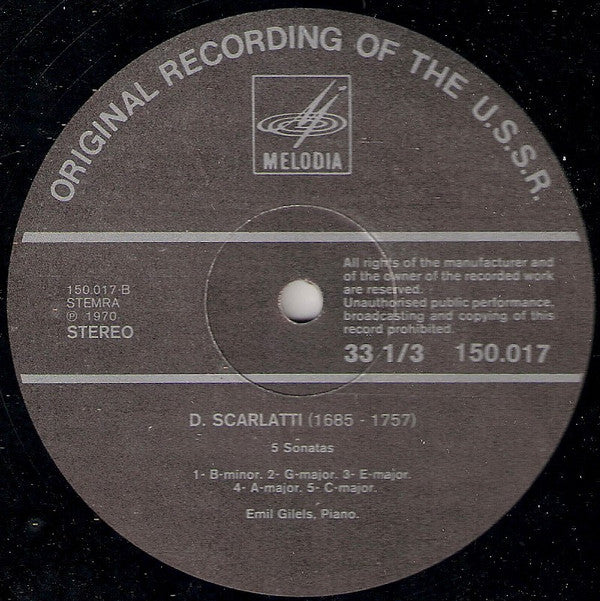 ORIGINAL RECORDING OF THE U.S.S.R.
MELODIA
150.017-B
STEMRA
℗ 1970
STEREO
All rights of the manufacturer and
of the owner of the recorded work
are reserved.
Unauthorised public performance,
broadcasting and copying of this
record prohibited.
33 1/3 150.017
D. SCARLATTI (1685 - 1757)
5 Sonatas
1- B-minor. 2- G-major. 3- E-major.
4- A-major. 5- C-major.
Emil Gilels, Piano.